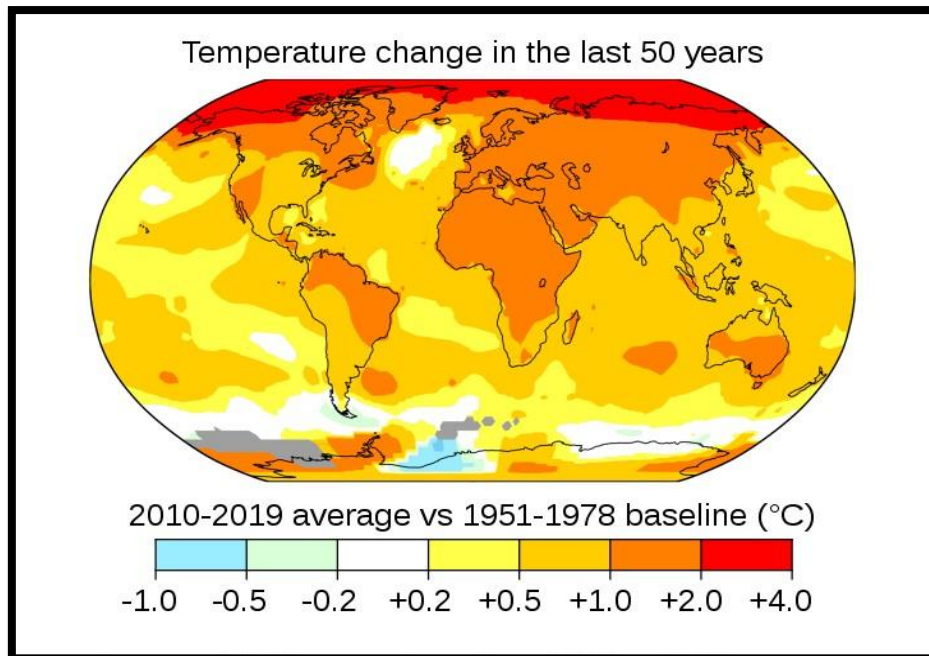 Temperature change in the last 50 years
2010-2019 average vs 1951-1978 baseline (°C)
-1.0 -0.5 -0.2 +0.2 +0.5 +1.0 +2.0 +4.0